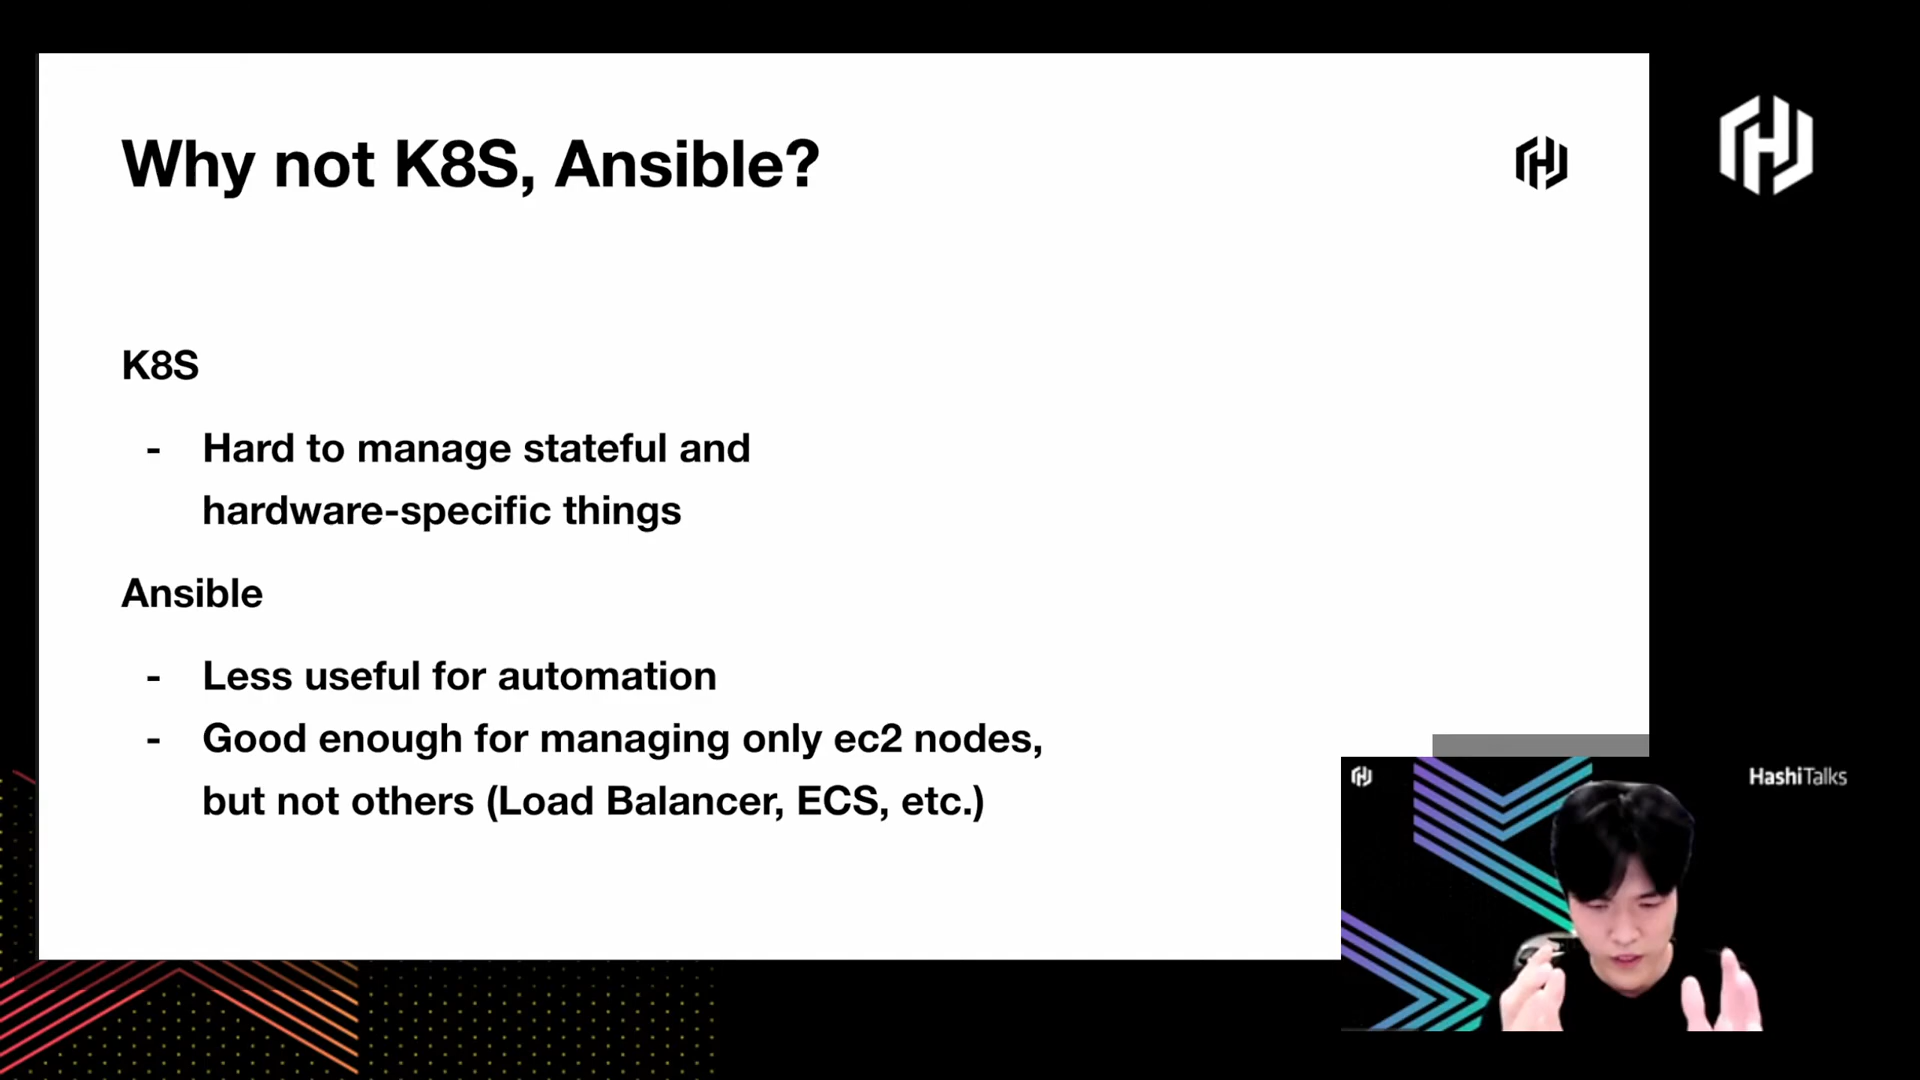 Why not K8S, Ansible?
K8S
- Hard to manage stateful and
hardware-specific things
Ansible
- Less useful for automation
- Good enough for managing only ec2 nodes,
but not others (Load Balancer, ECS, etc.)
HashiTalks